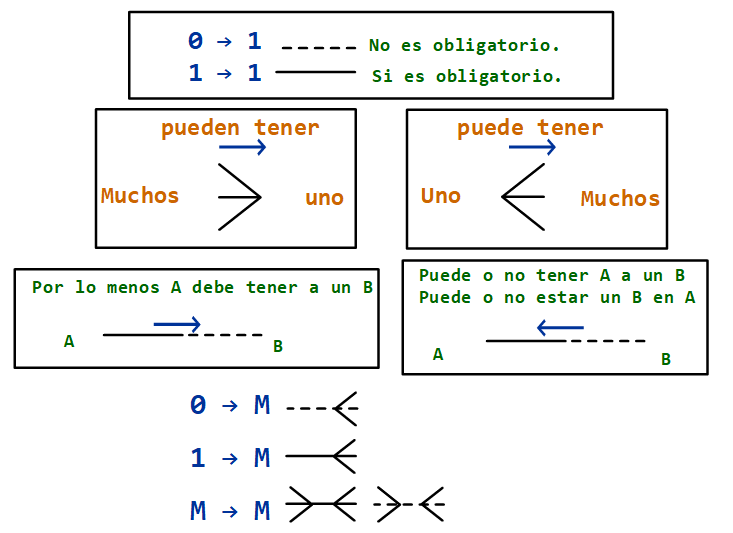 0 → 1 No es obligatorio.
1 → 1 Si es obligatorio.
pueden tener
Muchos uno
puede tener
Uno Muchos
Por lo menos A debe tener a un B
A B
Puede o no tener A a un B
Puede o no estar un B en A
A B
0 → M
1 → M
M → M